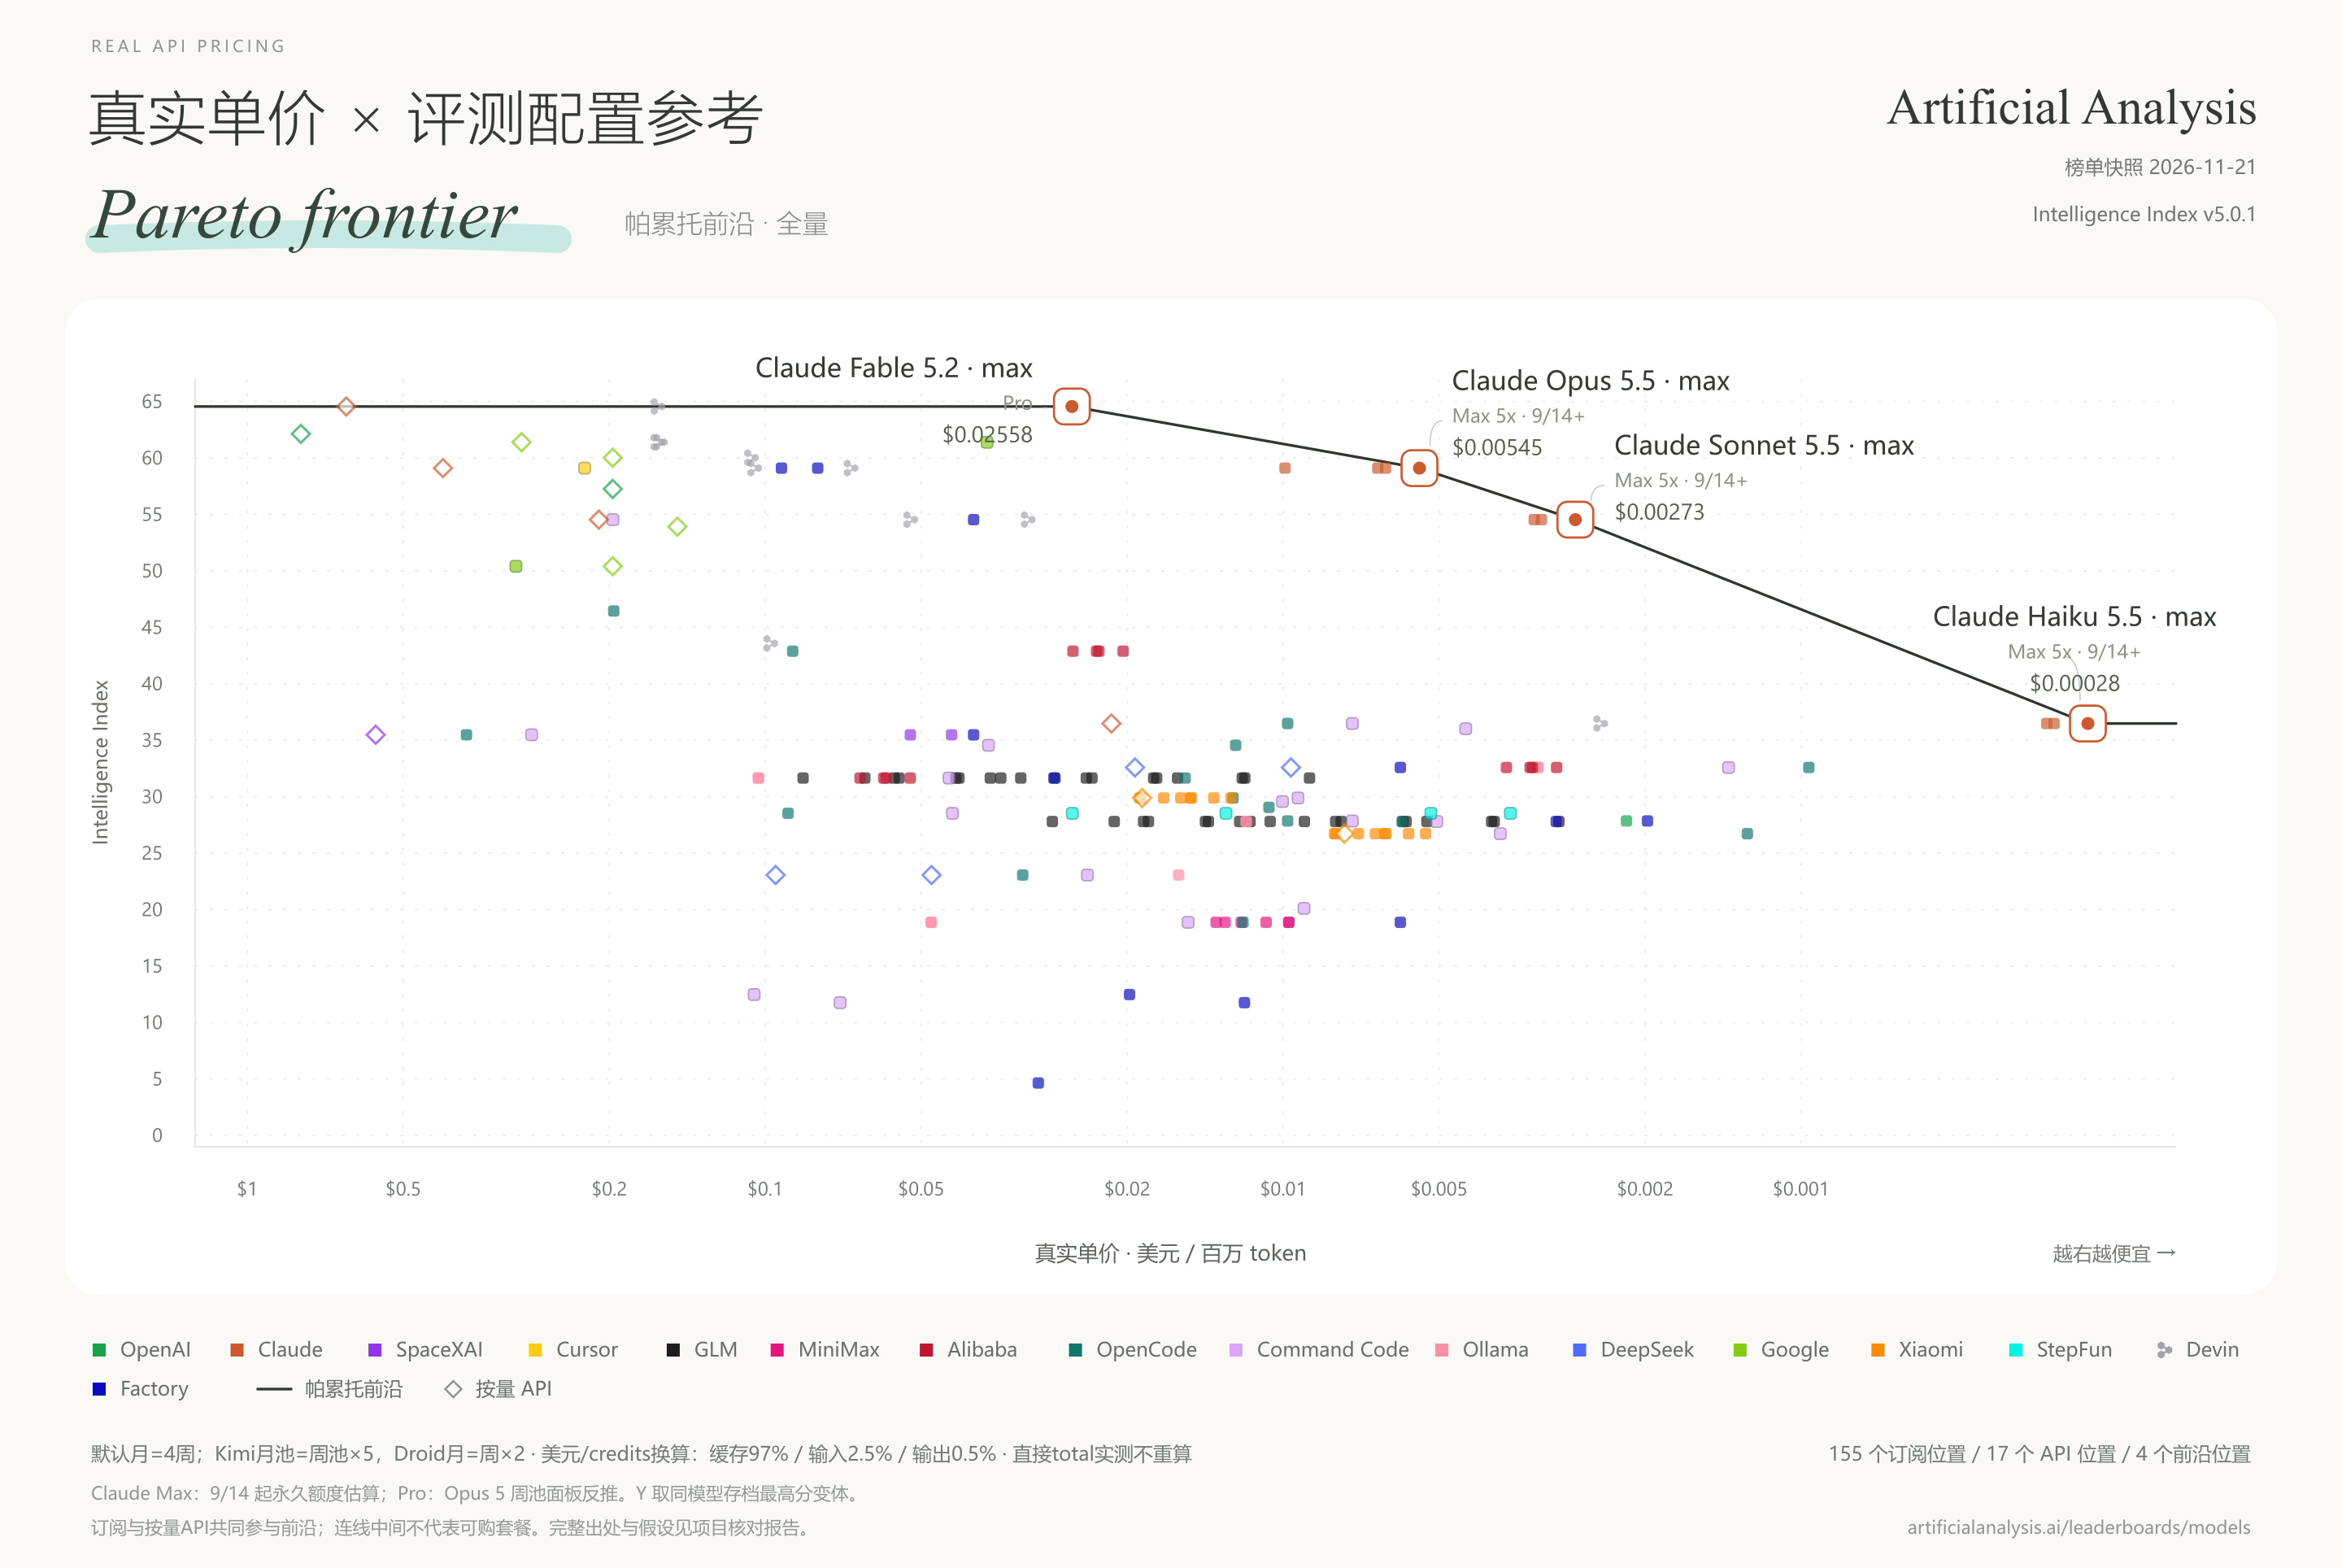 REAL API PRICING
真实单价 × 评测配置参考
Pareto frontier
帕累托前沿 · 全量
Artificial Analysis
榜单快照 2026-11-21
Intelligence Index v5.0.1
Claude Fable 5.2 · max
Pro
$0.02558
Claude Opus 5.5 · max
Max 5x · 9/14+
$0.00545
Claude Sonnet 5.5 · max
Max 5x · 9/14+
$0.00273
Claude Haiku 5.5 · max
Max 5x · 9/14+
$0.00028
Intelligence Index
65
60
55
50
45
40
35
30
25
20
15
10
5
0
$1 $0.5 $0.2 $0.1 $0.05 $0.02 $0.01 $0.005 $0.002 $0.001
真实单价 · 美元 / 百万 token
越右越便宜 →
OpenAI Claude SpaceXAI Cursor GLM MiniMax Alibaba OpenCode Command Code Ollama DeepSeek Google Xiaomi StepFun Devin
Factory 帕累托前沿 按量 API
默认月=4周；Kimi月池=周池×5，Droid月=周×2 · 美元/credits换算：缓存97% / 输入2.5% / 输出0.5% · 直接total实测不重算
155 个订阅位置 / 17 个 API 位置 / 4 个前沿位置
Claude Max：9/14 起永久额度估算；Pro：Opus 5 周池面板反推。Y 取同模型存档最高分变体。
订阅与按量API共同参与前沿；连线中间不代表可购套餐。完整出处与假设见项目核对报告。
artificialanalysis.ai/leaderboards/models